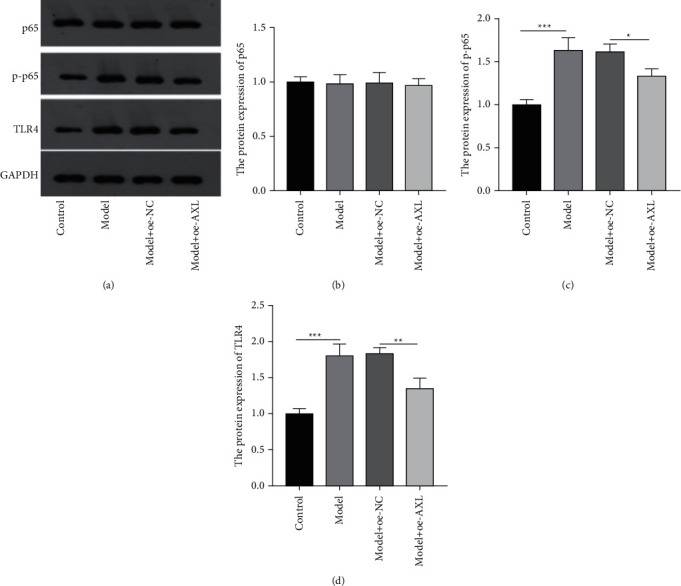 p65
p-p65
TLR4
GAPDH
Control
Model
Model+oe-NC
Model+oe-AXL
(a)
The protein expression of p65
1.5
1.0
0.5
0.0
Control
Model
Model+oe-NC
Model+oe-AXL
(b)
The protein expression of p-p65
2.0
1.5
1.0
0.5
0.0
***
*
Control
Model
Model+oe-NC
Model+oe-AXL
(c)
The protein expression of TLR4
2.5
2.0
1.5
1.0
0.5
0.0
***
**
Control
Model
Model+oe-NC
Model+oe-AXL
(d)